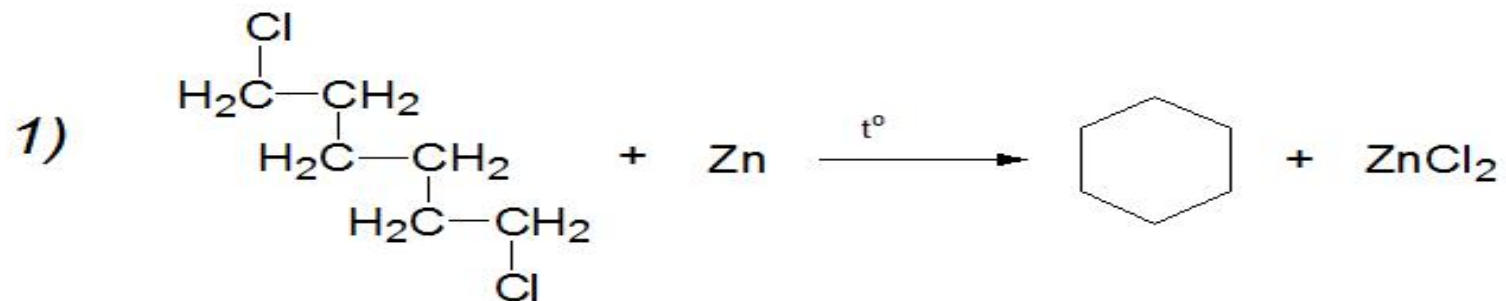 Cl
H₂C—CH₂
1) H₂C—CH₂ + Zn t° + ZnCl₂
H₂C—CH₂
Cl